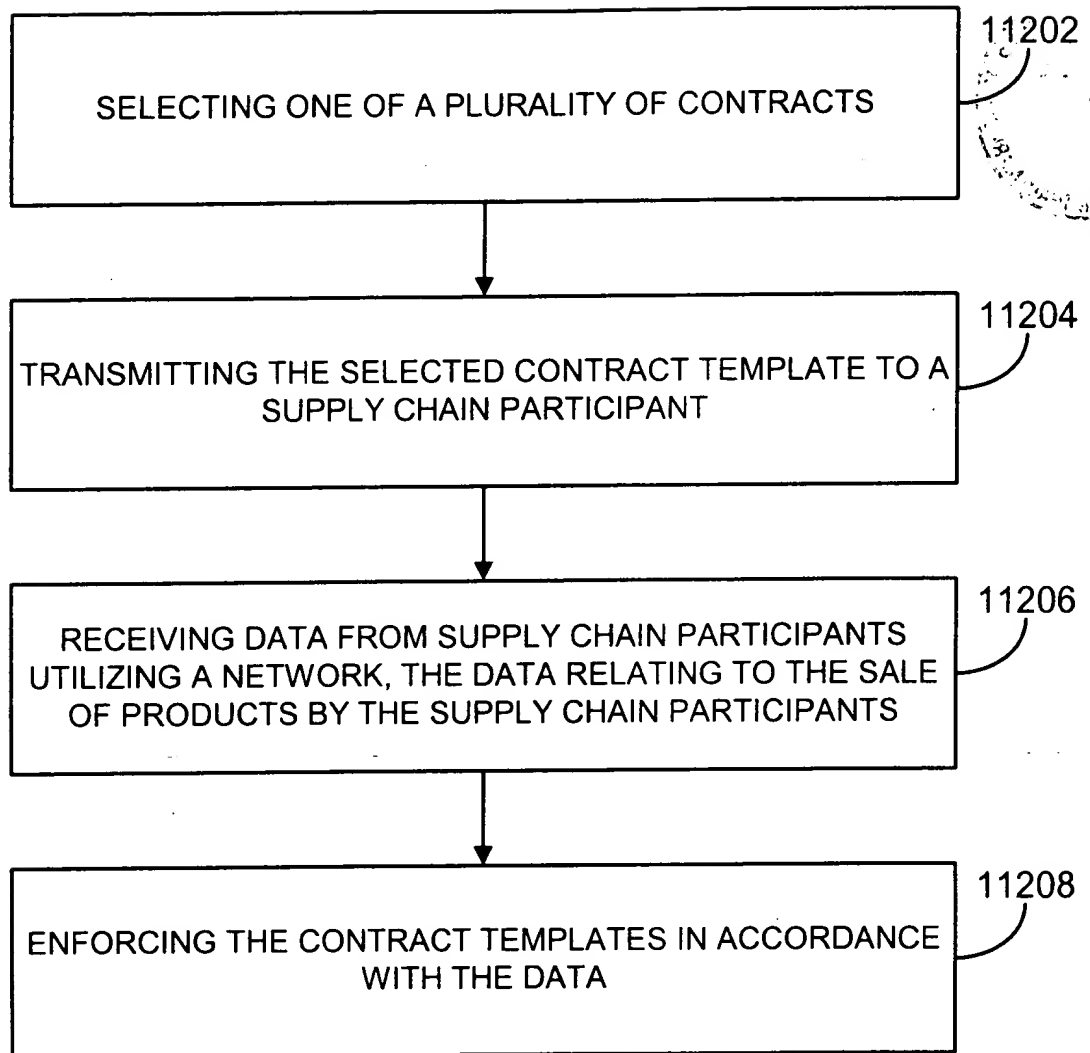 11202
SELECTING ONE OF A PLURALITY OF CONTRACTS
11204
TRANSMITTING THE SELECTED CONTRACT TEMPLATE TO A
SUPPLY CHAIN PARTICIPANT
11206
RECEIVING DATA FROM SUPPLY CHAIN PARTICIPANTS
UTILIZING A NETWORK, THE DATA RELATING TO THE SALE
OF PRODUCTS BY THE SUPPLY CHAIN PARTICIPANTS
11208
ENFORCING THE CONTRACT TEMPLATES IN ACCORDANCE
WITH THE DATA